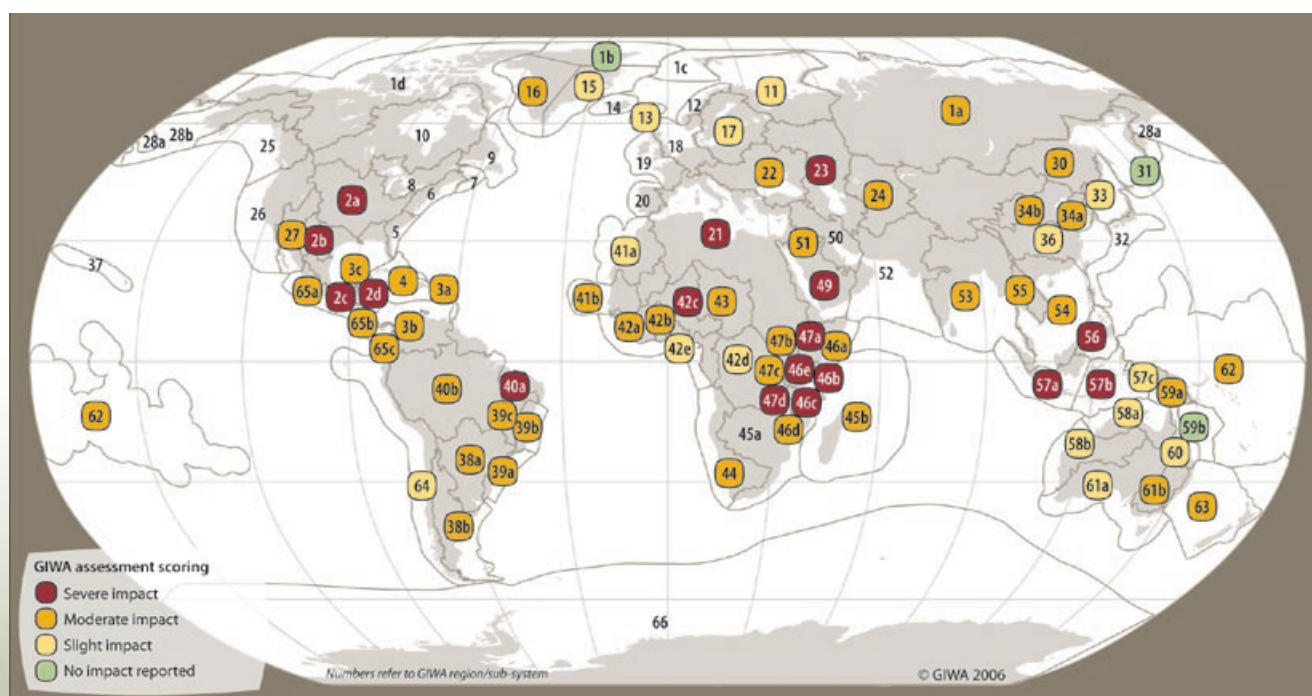 1b
1c
1d
16
15
11
14
12
13
1a
10
17
28b
28a
25
28a
18
9
19
30
22
23
31
8
7
6
24
33
2a
20
34b
34a
26
21
5
36
32
27
2b
51
50
41a
37
3c
52
4
49
65a
2c
2d
3a
41b
42c
43
53
55
54
65b
3b
42a
42b
47b
47a
46a
56
65c
42e
42d
47c
46e
46b
62
57a
57b
57c
59a
40b
40a
47d
46c
62
39c
39b
45b
58a
59b
45a
46d
58b
60
38a
39a
44
64
61a
61b
63
38b
GIWA assessment scoring
Severe impact
Moderate impact
Slight impact
No impact reported
66
Numbers refer to GIWA region/sub-system
© GIWA 2006